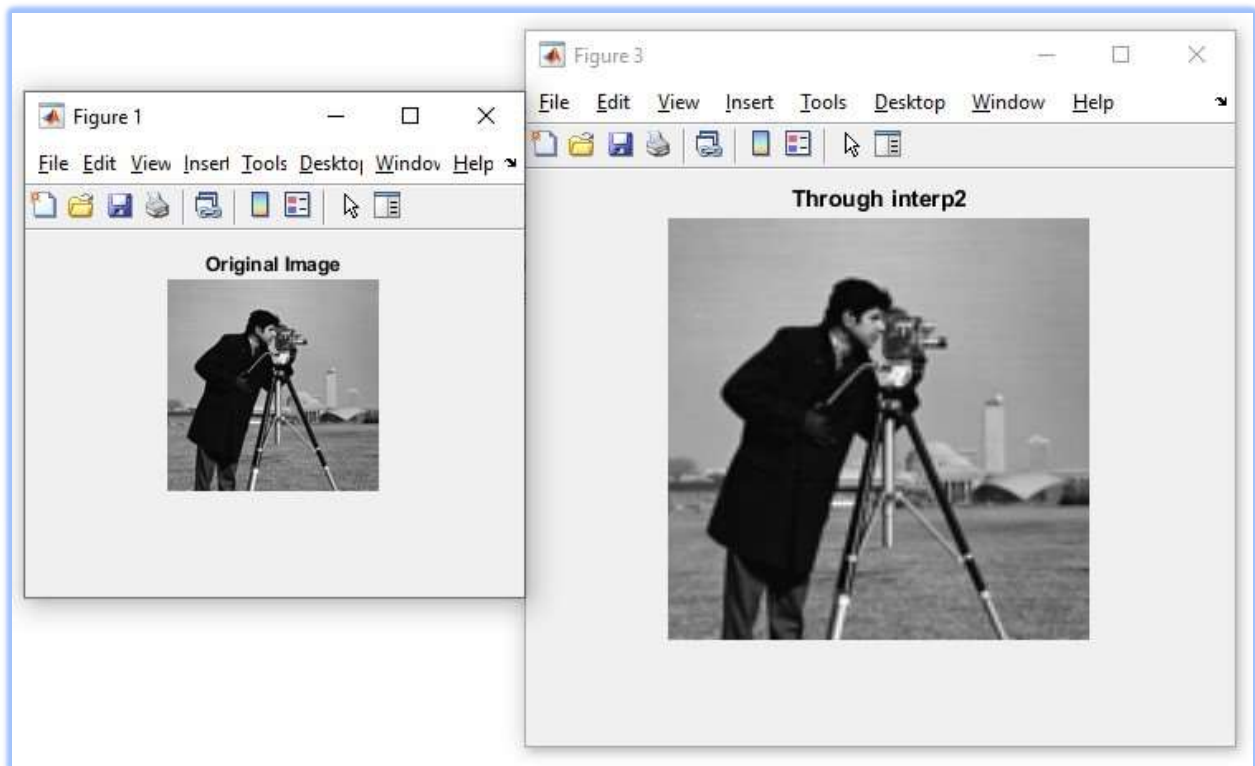 Figure 1
File Edit View Insert Tools Desktop Window Help
Original Image
Figure 3
File Edit View Insert Tools Desktop Window Help
Through interp2